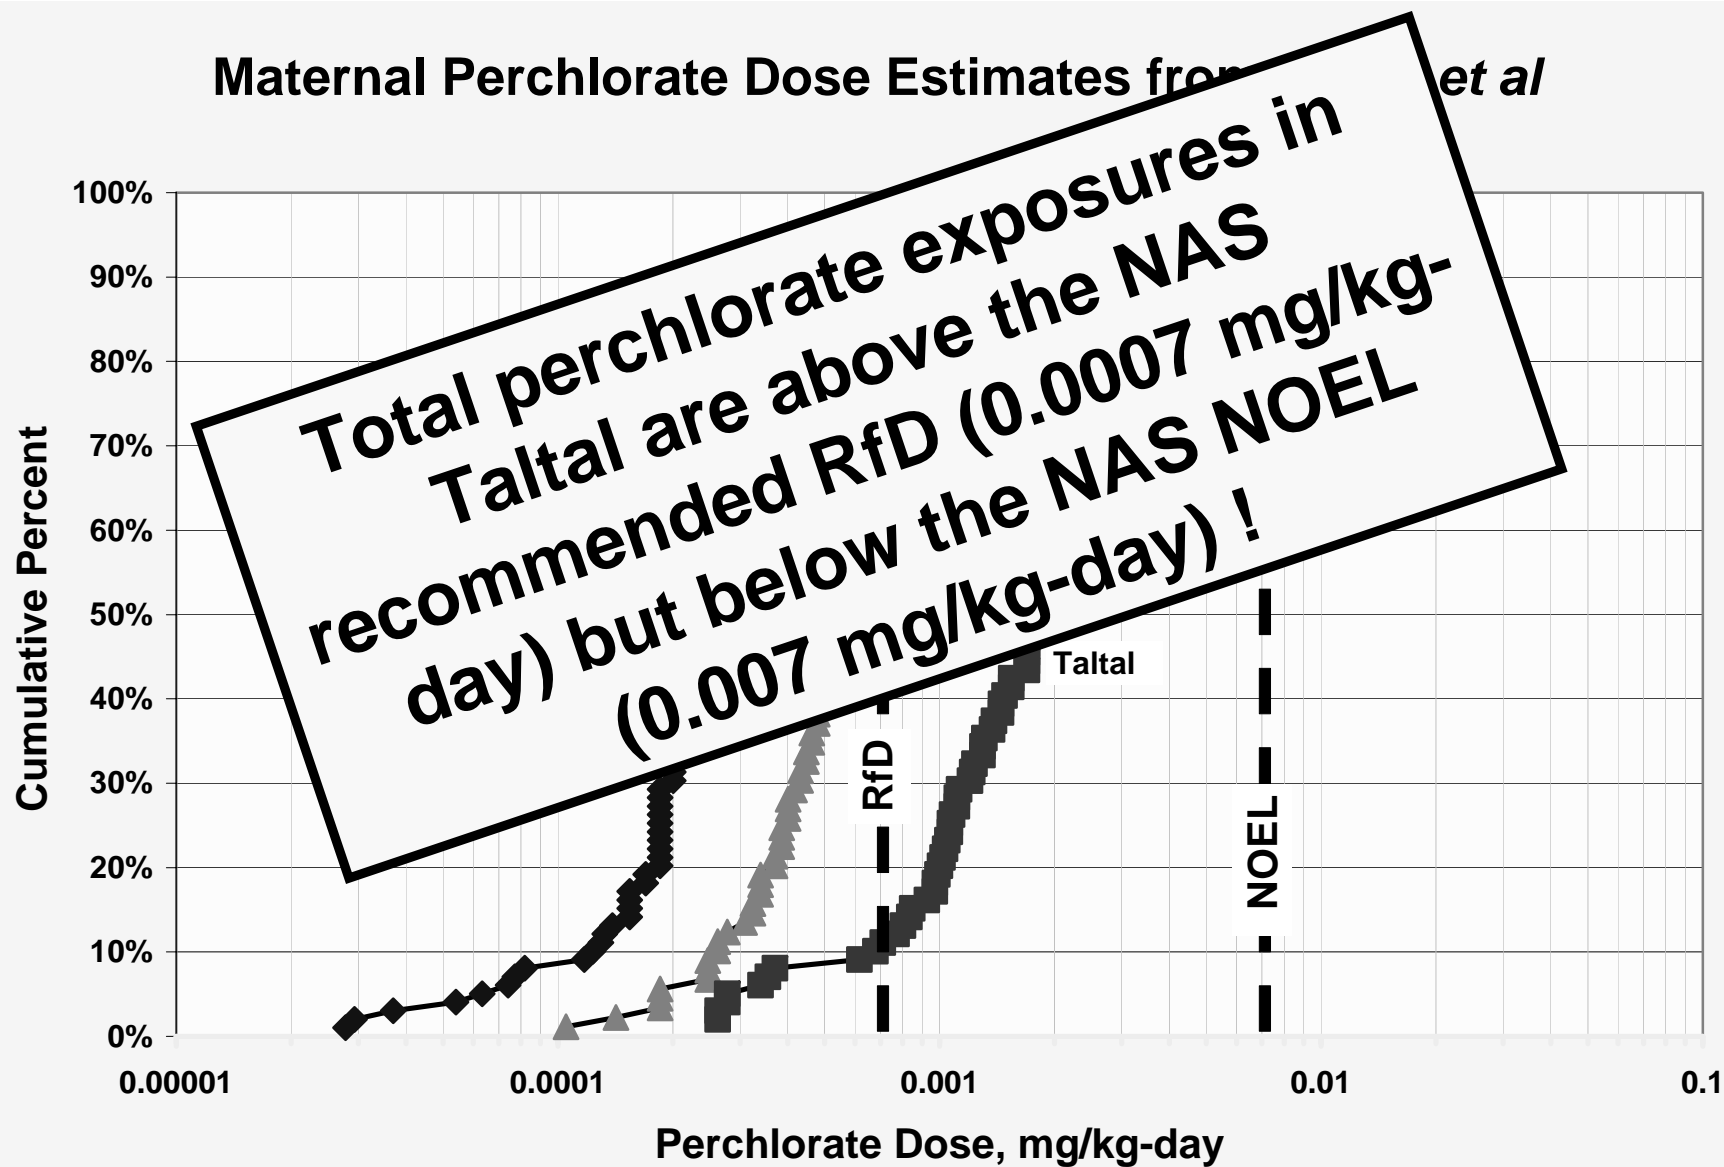 Maternal Perchlorate Dose Estimates et al
Total perchlorate exposures in
Taltal are above the NAS
recommended RfD (0.0007 mg/kg-
day) but below the NAS NOEL
(0.007 mg/kg-day) !
Cumulative Percent
100%
90%
80%
70%
60%
50%
40%
30%
20%
10%
0%
Taltal
RfD
NOEL
0.00001
0.0001
0.001
0.01
0.1
Perchlorate Dose, mg/kg-day